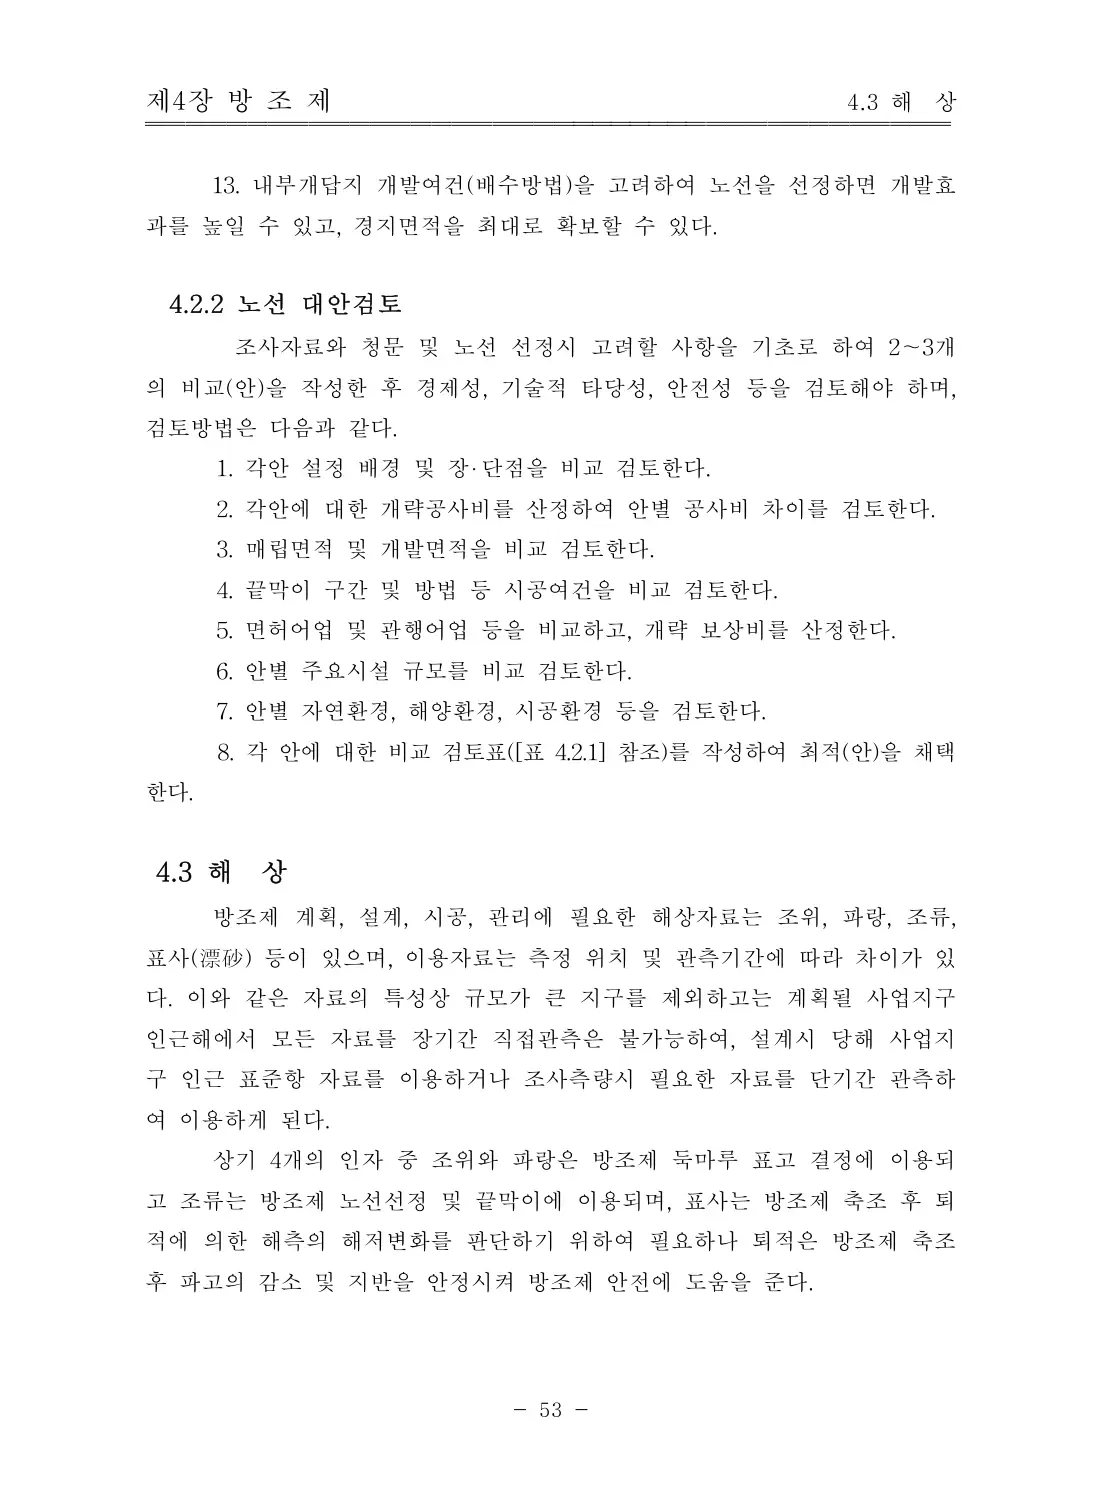 제4장 방 조 제
4.3 해 상
13. 내부개답지 개발여건(배수방법)을 고려하여 노선을 선정하면 개발효
과를 높일 수 있고, 경지면적을 최대로 확보할 수 있다.
4.2.2 노선 대안검토
조사자료와 청문 및 노선 선정시 고려할 사항을 기초로 하여 2~3개
의 비교(안)을 작성한 후 경제성, 기술적 타당성, 안전성 등을 검토해야 하며,
검토방법은 다음과 같다.
1. 각안 설정 배경 및 장·단점을 비교 검토한다.
2. 각안에 대한 개략공사비를 산정하여 안별 공사비 차이를 검토한다.
3. 매립면적 및 개발면적을 비교 검토한다.
4. 끝막이 구간 및 방법 등 시공여건을 비교 검토한다.
5. 면허어업 및 관행어업 등을 비교하고, 개략 보상비를 산정한다.
6. 안별 주요시설 규모를 비교 검토한다.
7. 안별 자연환경, 해양환경, 시공환경 등을 검토한다.
8. 각 안에 대한 비교 검토표([표 4.2.1] 참조)를 작성하여 최적(안)을 채택
한다.
4.3 해 상
방조제 계획, 설계, 시공, 관리에 필요한 해상자료는 조위, 파랑, 조류,
표사(漂砂) 등이 있으며, 이용자료는 측정 위치 및 관측기간에 따라 차이가 있
다. 이와 같은 자료의 특성상 규모가 큰 지구를 제외하고는 계획될 사업지구
인근해에서 모든 자료를 장기간 직접관측은 불가능하여, 설계시 당해 사업지
구 인근 표준항 자료를 이용하거나 조사측량시 필요한 자료를 단기간 관측하
여 이용하게 된다.
상기 4개의 인자 중 조위와 파랑은 방조제 둑마루 표고 결정에 이용되
고 조류는 방조제 노선선정 및 끝막이에 이용되며, 표사는 방조제 축조 후 퇴
적에 의한 해측의 해저변화를 판단하기 위하여 필요하나 퇴적은 방조제 축조
후 파고의 감소 및 지반을 안정시켜 방조제 안전에 도움을 준다.
- 53 -